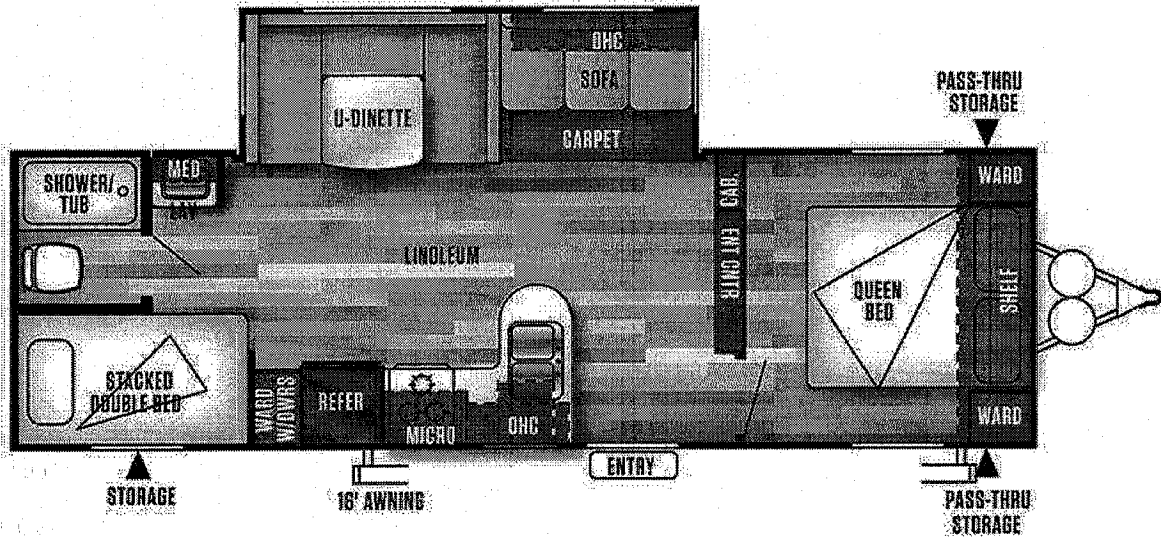 OHC
SOFA
U-DINETTE
CARPET
PASS-THRU
STORAGE
SHOWER/
TUB
MED
LAV
CAB.
WARD
LINOLEUM
ENT CNTR
QUEEN
BED
SHELF
STACKED
DOUBLE BED
WARD
W/DWRS
REFER
MICRO
OHC
WARD
ENTRY
STORAGE
16' AWNING
PASS-THRU
STORAGE